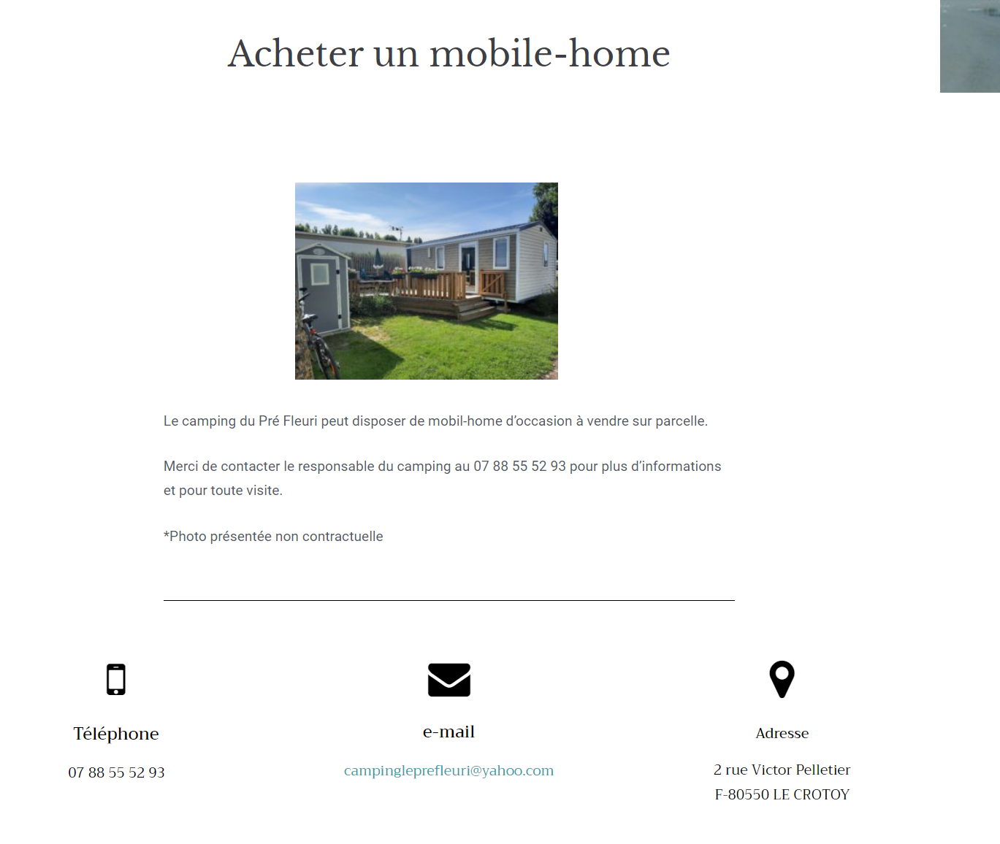 Acheter un mobile-home
Le camping du Pré Fleuri peut disposer de mobil-home d’occasion à vendre sur parcelle.
Merci de contacter le responsable du camping au 07 88 55 52 93 pour plus d’informations
et pour toute visite.
*Photo présentée non contractuelle
Téléphone
07 88 55 52 93
e-mail
campingleprefleuri@yahoo.com
Adresse
2 rue Victor Pelletier
F-80550 LE CROTOY